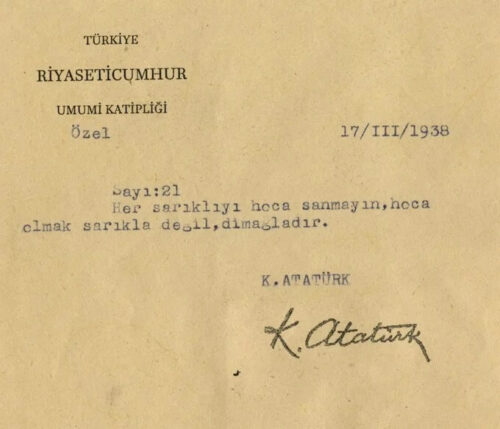 TÜRKİYE
RİYASETİCUMHUR
UMUMİ KATİPLİĞİ
Özel
17/III/1938
Sayı:21
Her sarıklıyı hoca sanmayın,hoca
olmak sarıkla değil,dimağladır.
K.ATATÜRK
K. Atatürk